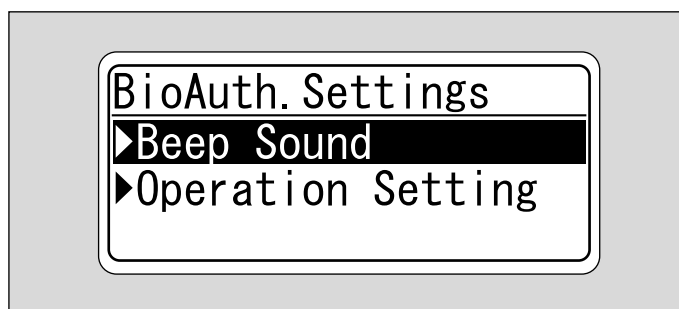 BioAuth.Settings
▶Beep Sound
▶Operation Setting